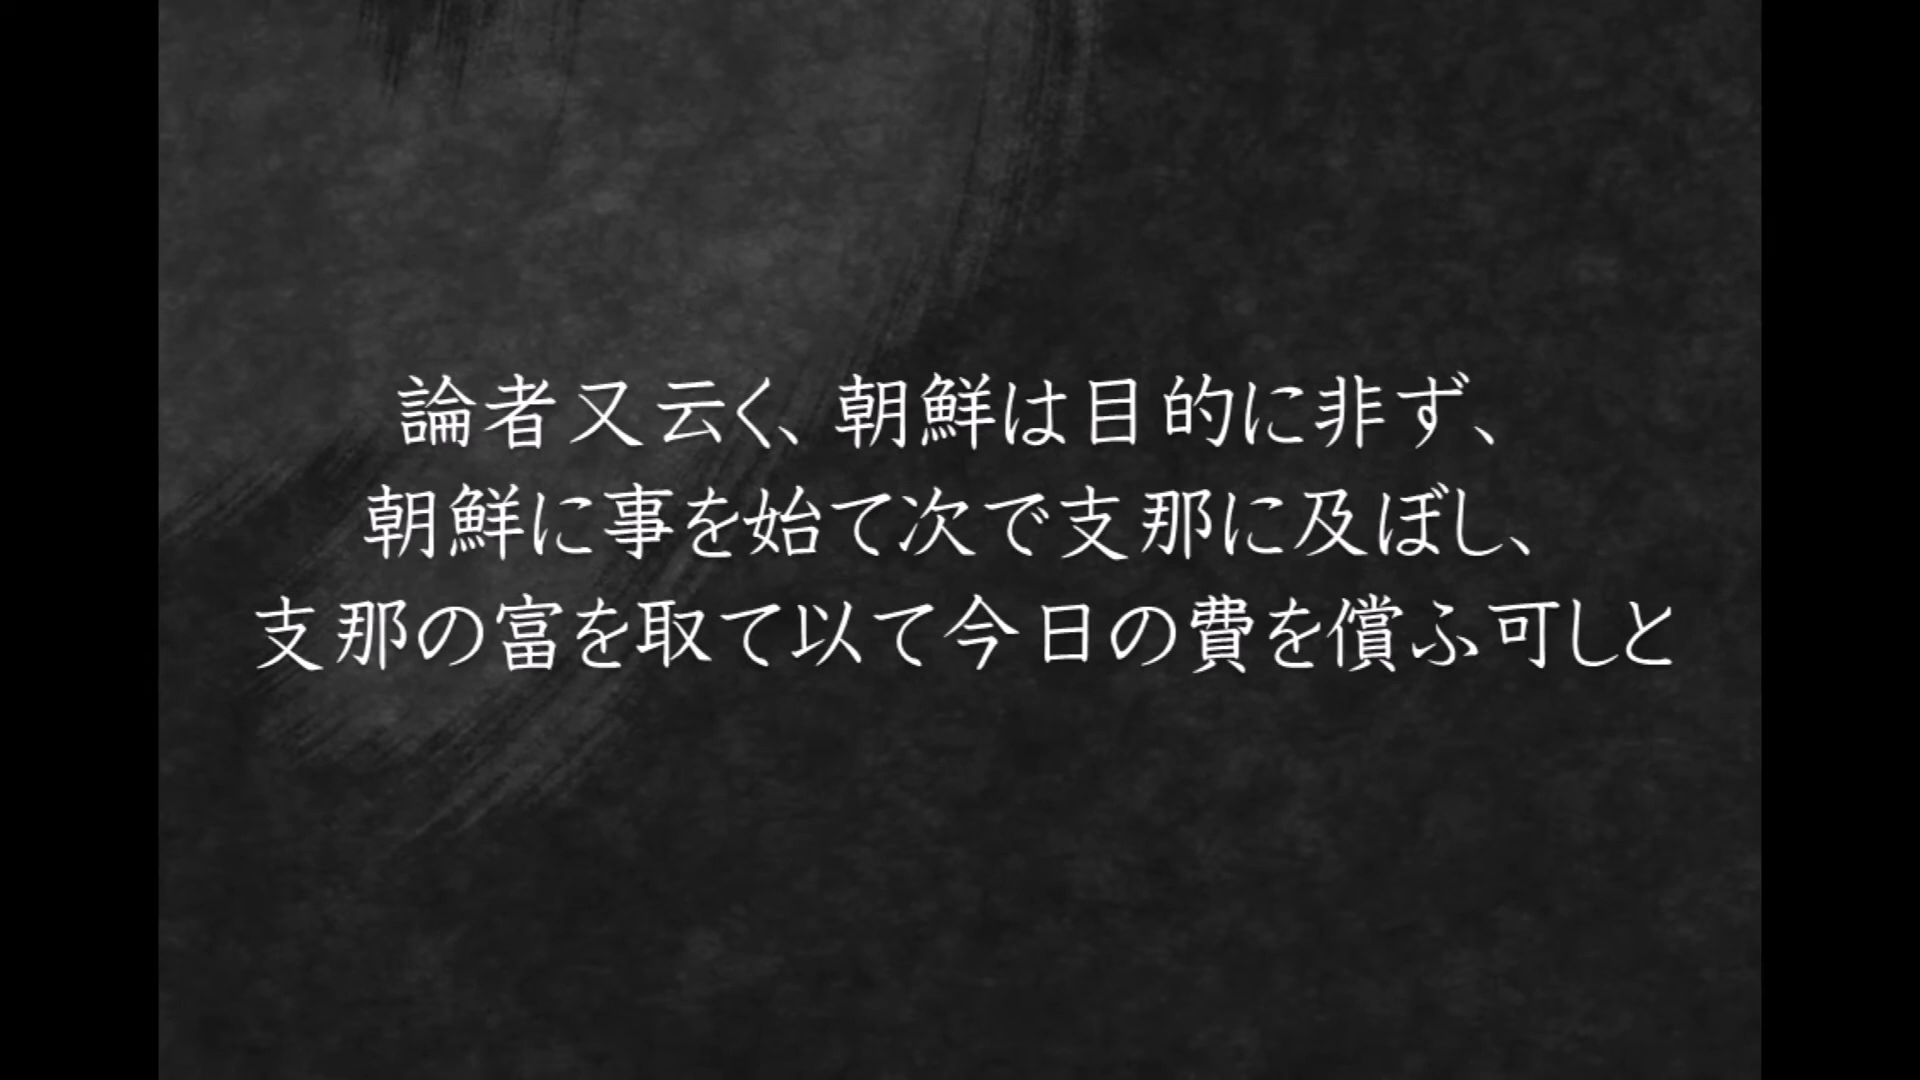 論者又云く、朝鮮は目的に非ず、
朝鮮に事を始て次で支那に及ぼし、
支那の富を取て以て今日の費を償ふ可しと